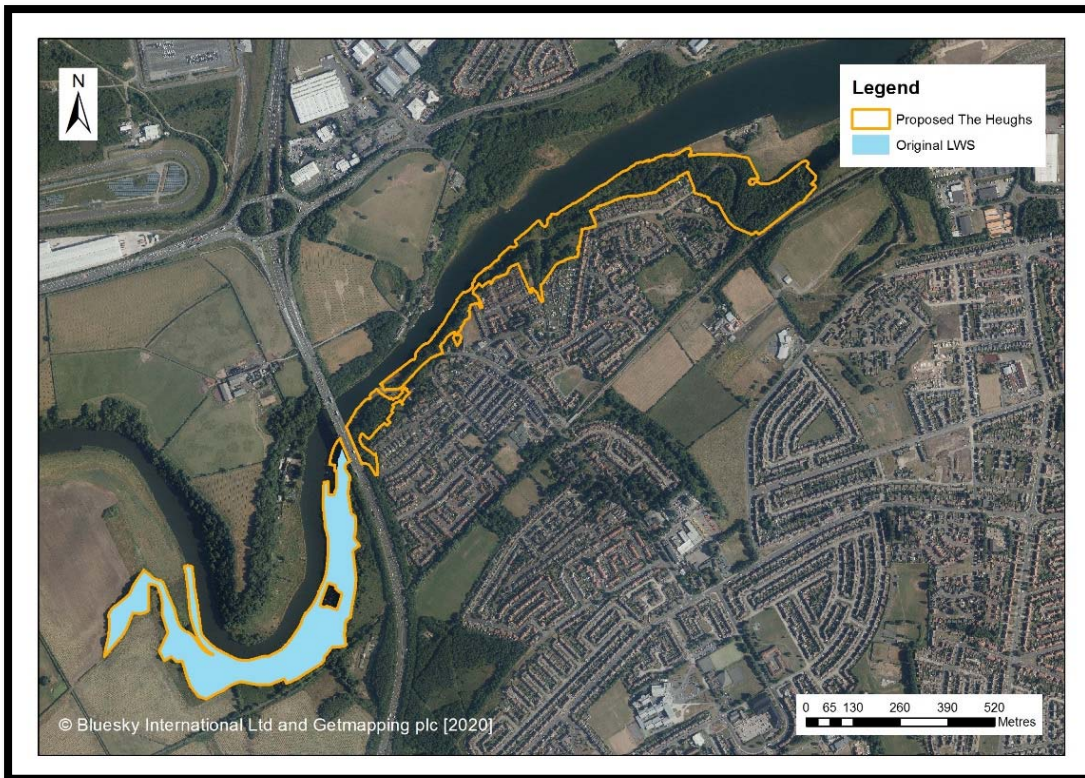 N
Legend
Proposed The Heughs
Original LWS
0 65 130 260 390 520
Metres
© Bluesky International Ltd and Getmapping plc [2020]